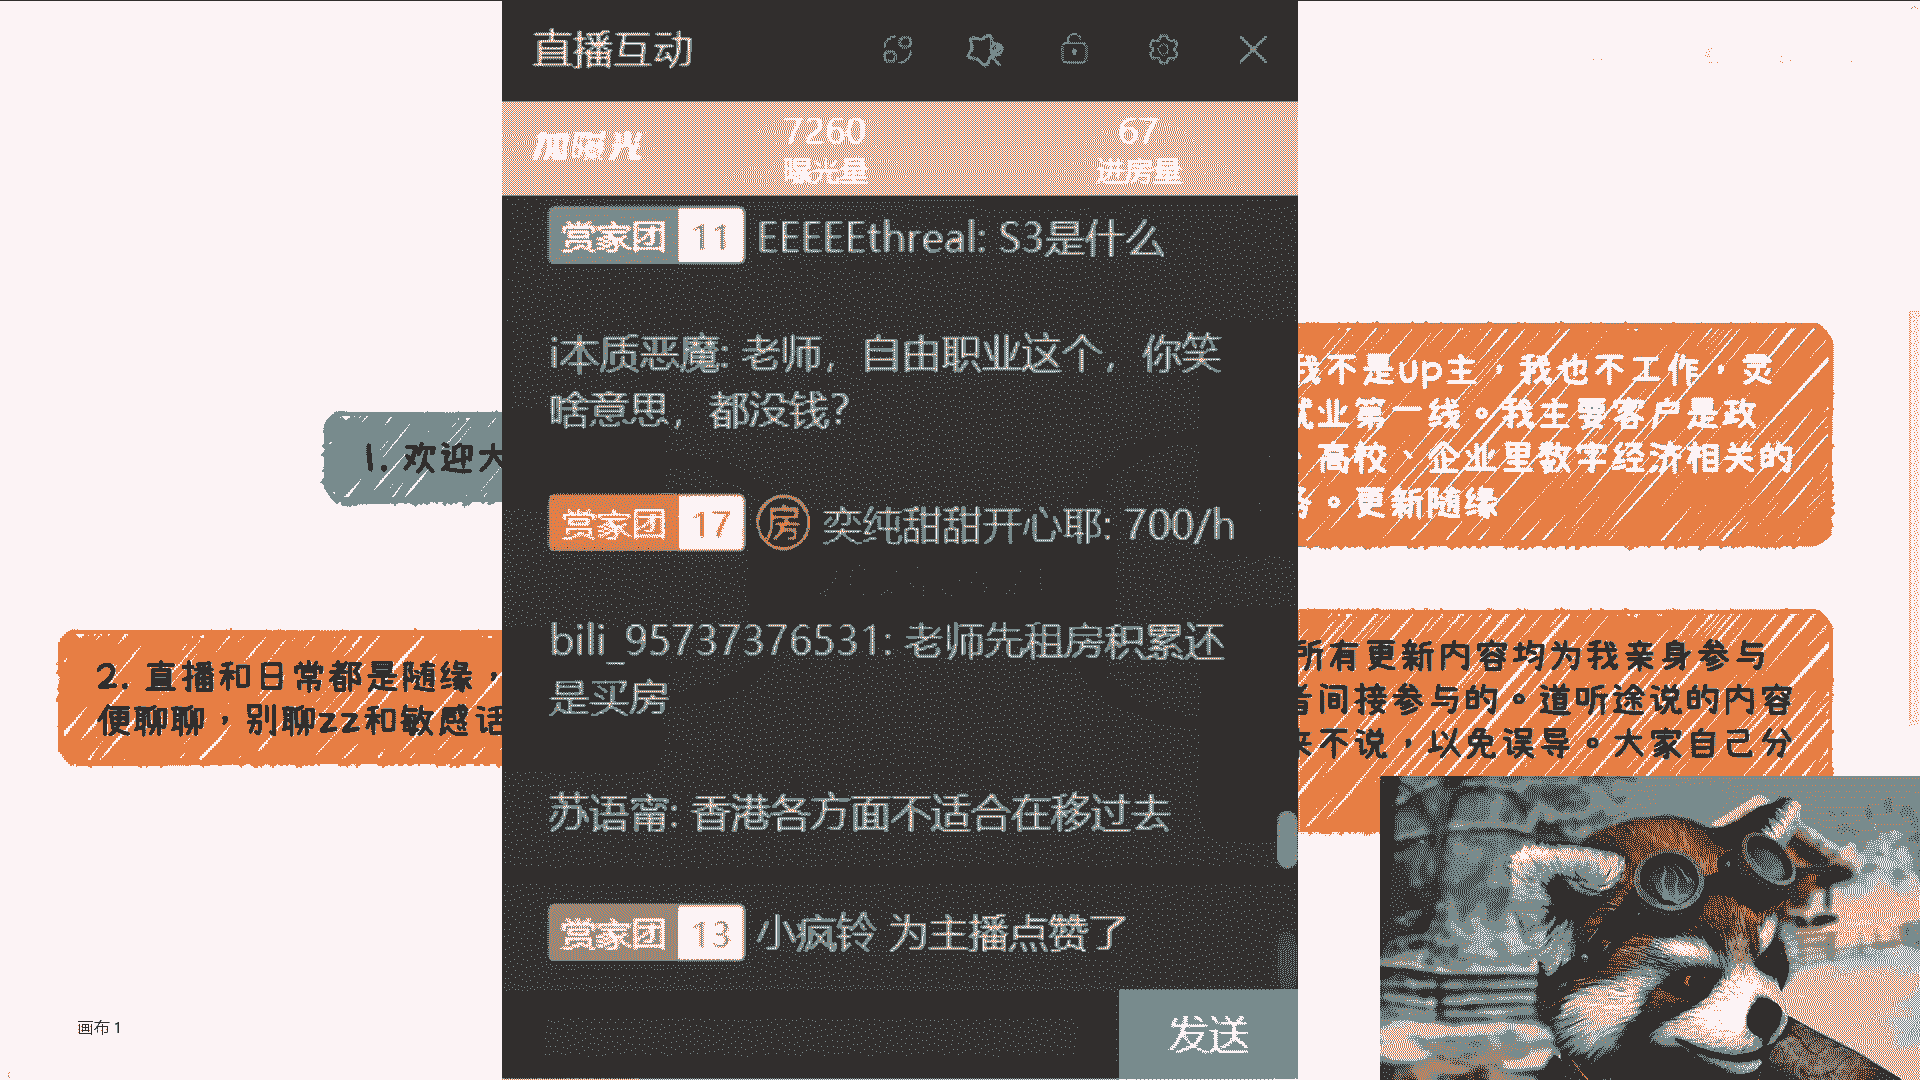 直播互动
加曝光
7260
曝光量
67
进房量
赏家团 11 EEEEEthreal: S3是什么
i本质恶魔: 老师，自由职业这个，你笑
啥意思，都没钱?
赏家团 17 房 奕纯甜甜开心耶: 700/h
bili_95737376531: 老师先租房积累还
是买房
苏语甯: 香港各方面不适合在移过去
赏家团 13 小疯铃 为主播点赞了
发送
1. 欢迎大
2. 直播和日常都是随缘，
便聊聊，别聊zz和敏感话
我不是up主，我也不工作，灵
就业第一线。我主要客户是政
、高校、企业里数字经济相关的
务。更新随缘
所有更新内容均为我亲身参与
者间接参与的。道听途说的内容
来不说，以免误导。大家自己分
画布 1